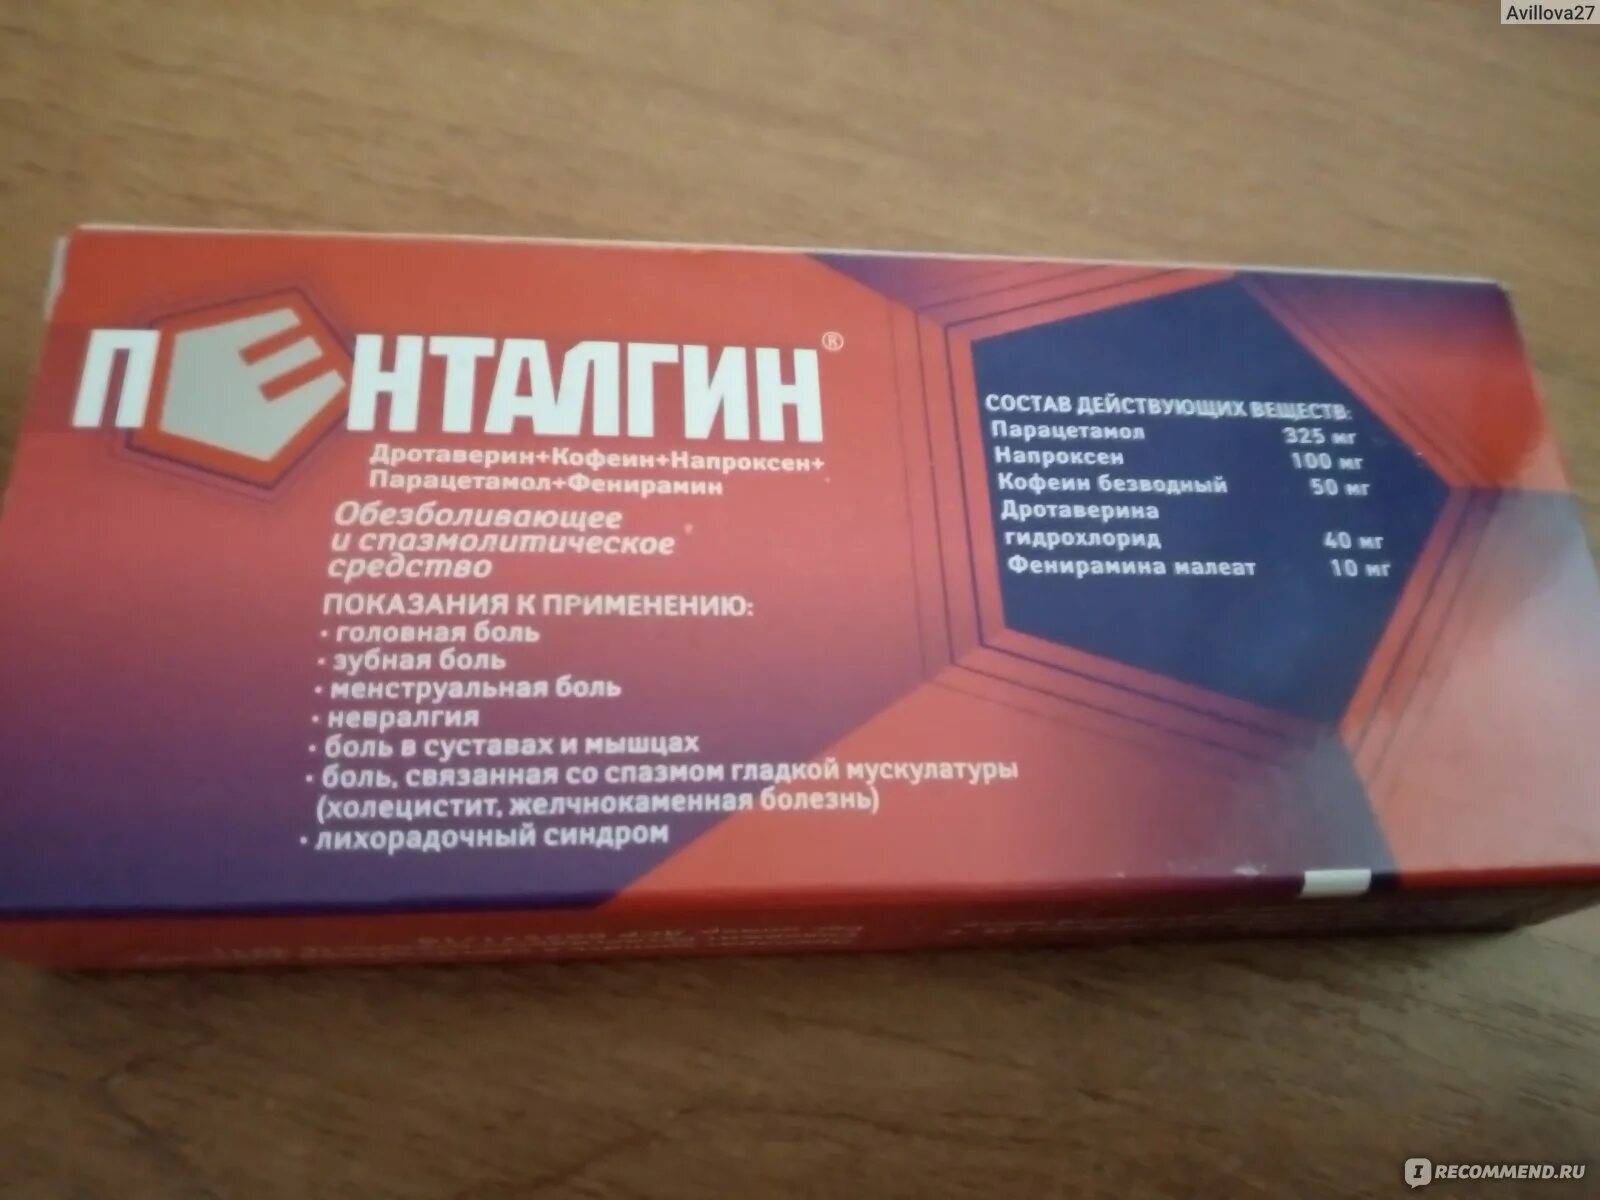 Avillova27
ПЕНТАЛГИН®
Дротаверин+Кофеин+Напроксен+
Парацетамол+Фенирамин
Обезболивающее
и спазмолитическое
средство
ПОКАЗАНИЯ К ПРИМЕНЕНИЮ:
• головная боль
• зубная боль
• менструальная боль
• невралгия
• боль в суставах и мышцах
• боль, связанная со спазмом гладкой мускулатуры
(холецистит, желчнокаменная болезнь)
• лихорадочный синдром
СОСТАВ ДЕЙСТВУЮЩИХ ВЕЩЕСТВ:
Парацетамол 325 мг
Напроксен 100 мг
Кофеин безводный 50 мг
Дротаверина
гидрохлорид 40 мг
Фенирамина малеат 10 мг
IRECOMMEND.RU